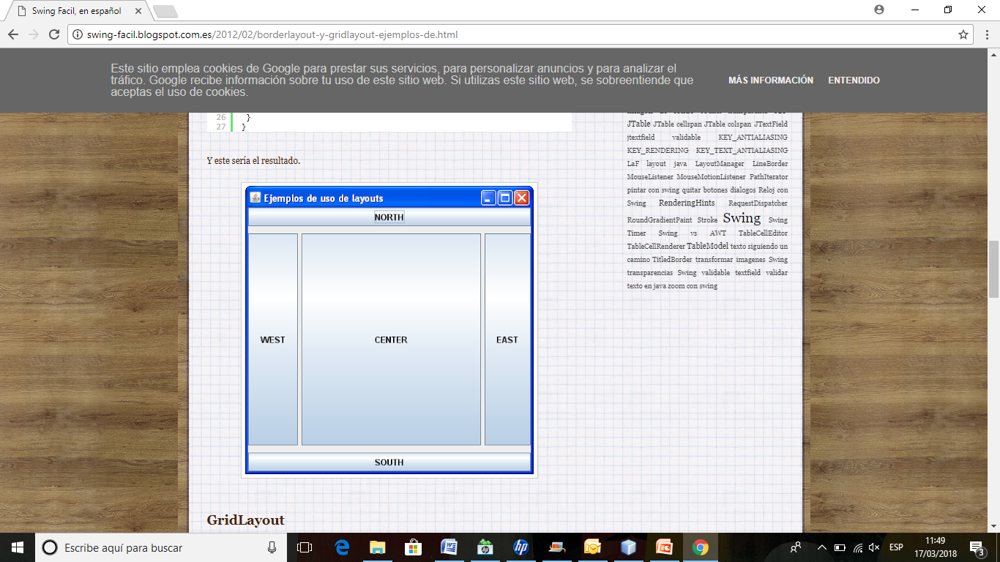 Swing Facil, en español
swing-facil.blogspot.com.es/2012/02/borderlayout-y-gridlayout-ejemplos-de.html
Este sitio emplea cookies de Google para prestar sus servicios, para personalizar anuncios y para analizar el
tráfico. Google recibe información sobre tu uso de este sitio web. Si utilizas este sitio web, se sobreentiende que
aceptas el uso de cookies.
MÁS INFORMACIÓN ENTENDIDO
26 }
27 }
Y este sería el resultado.
Ejemplos de uso de layouts
NORTH
WEST CENTER EAST
SOUTH
GridLayout
JTable JTable cellspan JTable colspan JTextField
jtextfield validable KEY_ANTIALIASING
KEY_RENDERING KEY_TEXT_ANTIALIASING
LaF layout java LayoutManager LineBorder
MouseListener MouseMotionListener PathIterator
pintar con swing quitar botones dialogos Reloj con
Swing RenderingHints RequestDispatcher
RoundGradientPaint Stroke Swing Swing
Timer Swing vs AWT TableCellEditor
TableCellRenderer TableModel texto siguiendo un
camino TitledBorder transformar imagenes Swing
transparencias Swing validable textfield validar
texto en java zoom con swing
Escribe aquí para buscar
ESP
11:49
17/03/2018
3